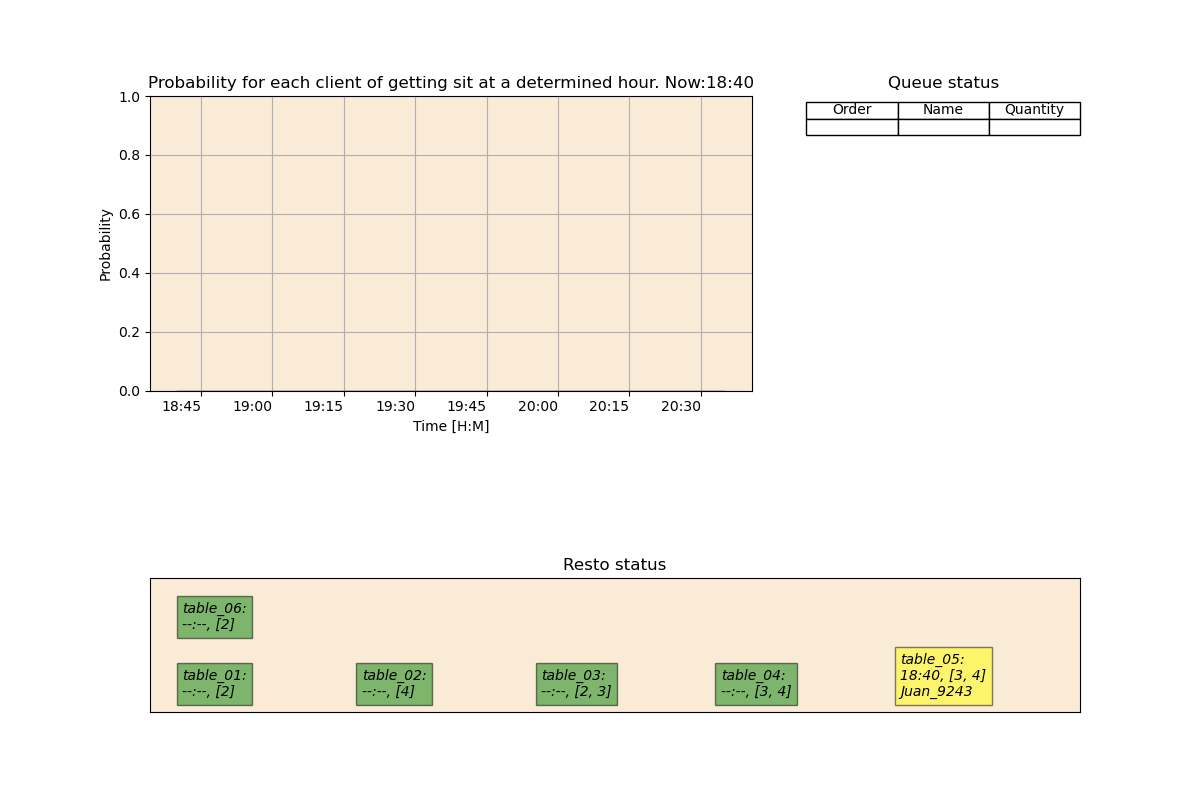 Probability for each client of getting sit at a determined hour. Now:18:40
1.0
0.8
0.6
0.4
0.2
0.0
Probability
18:45 19:00 19:15 19:30 19:45 20:00 20:15 20:30
Time [H:M]
Queue status
Order Name Quantity
Resto status
table_06:
--:--, [2]
table_01:
--:--, [2]
table_02:
--:--, [4]
table_03:
--:--, [2, 3]
table_04:
--:--, [3, 4]
table_05:
18:40, [3, 4]
Juan_9243